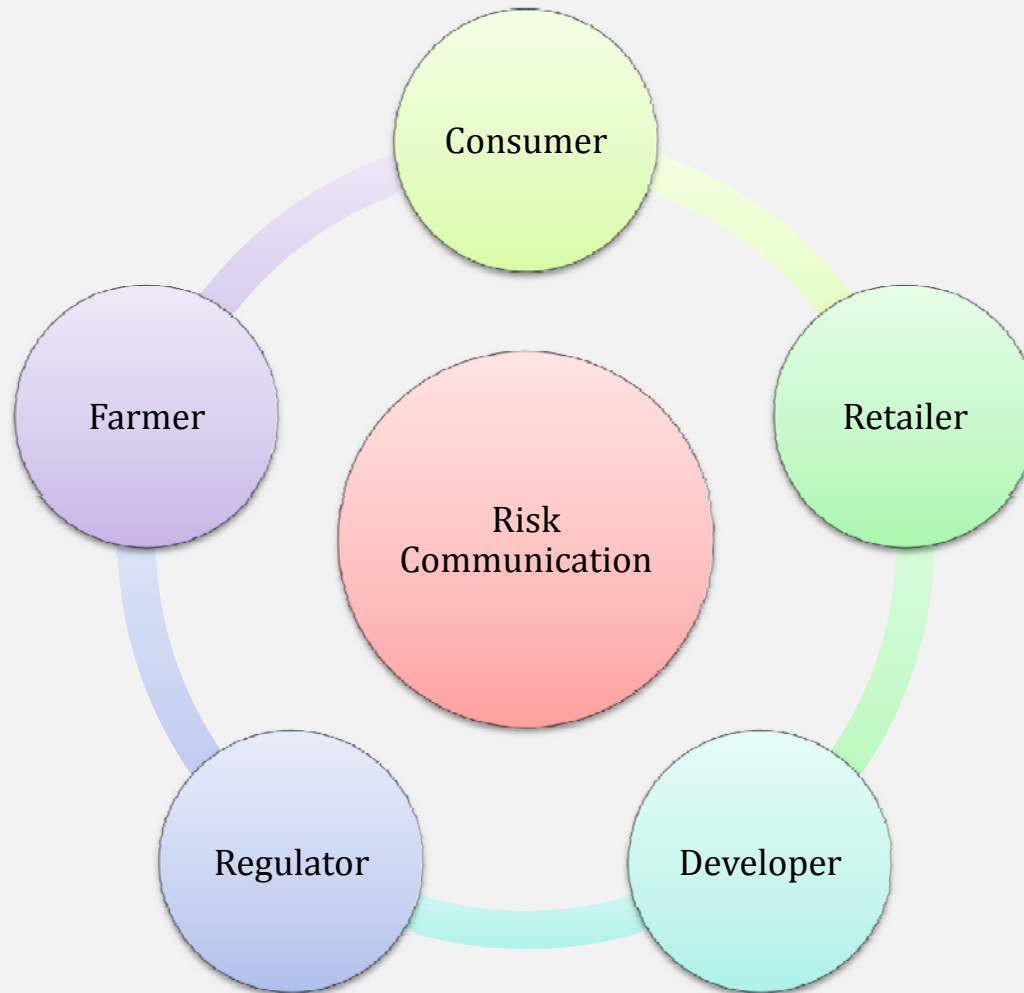 Consumer
Farmer
Retailer
Risk
Communication
Regulator
Developer